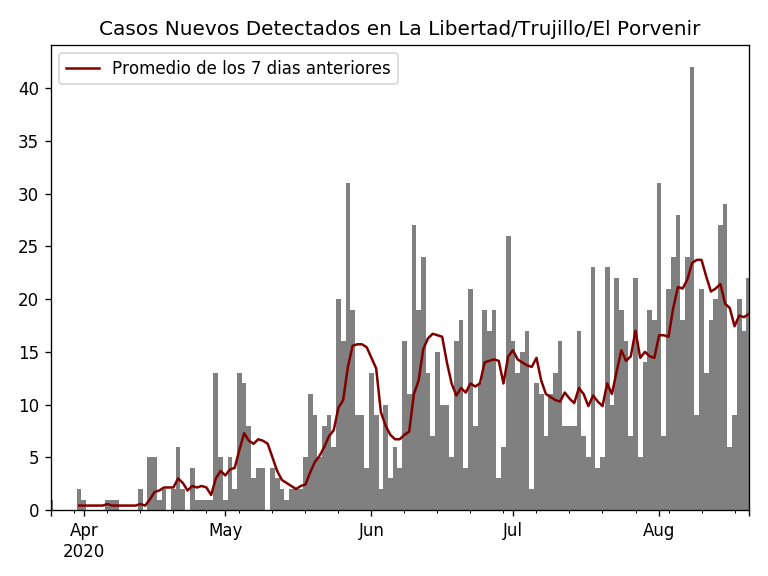 Casos Nuevos Detectados en La Libertad/Trujillo/El Porvenir
Promedio de los 7 dias anteriores
40
35
30
25
20
15
10
5
0
Apr
2020
May
Jun
Jul
Aug